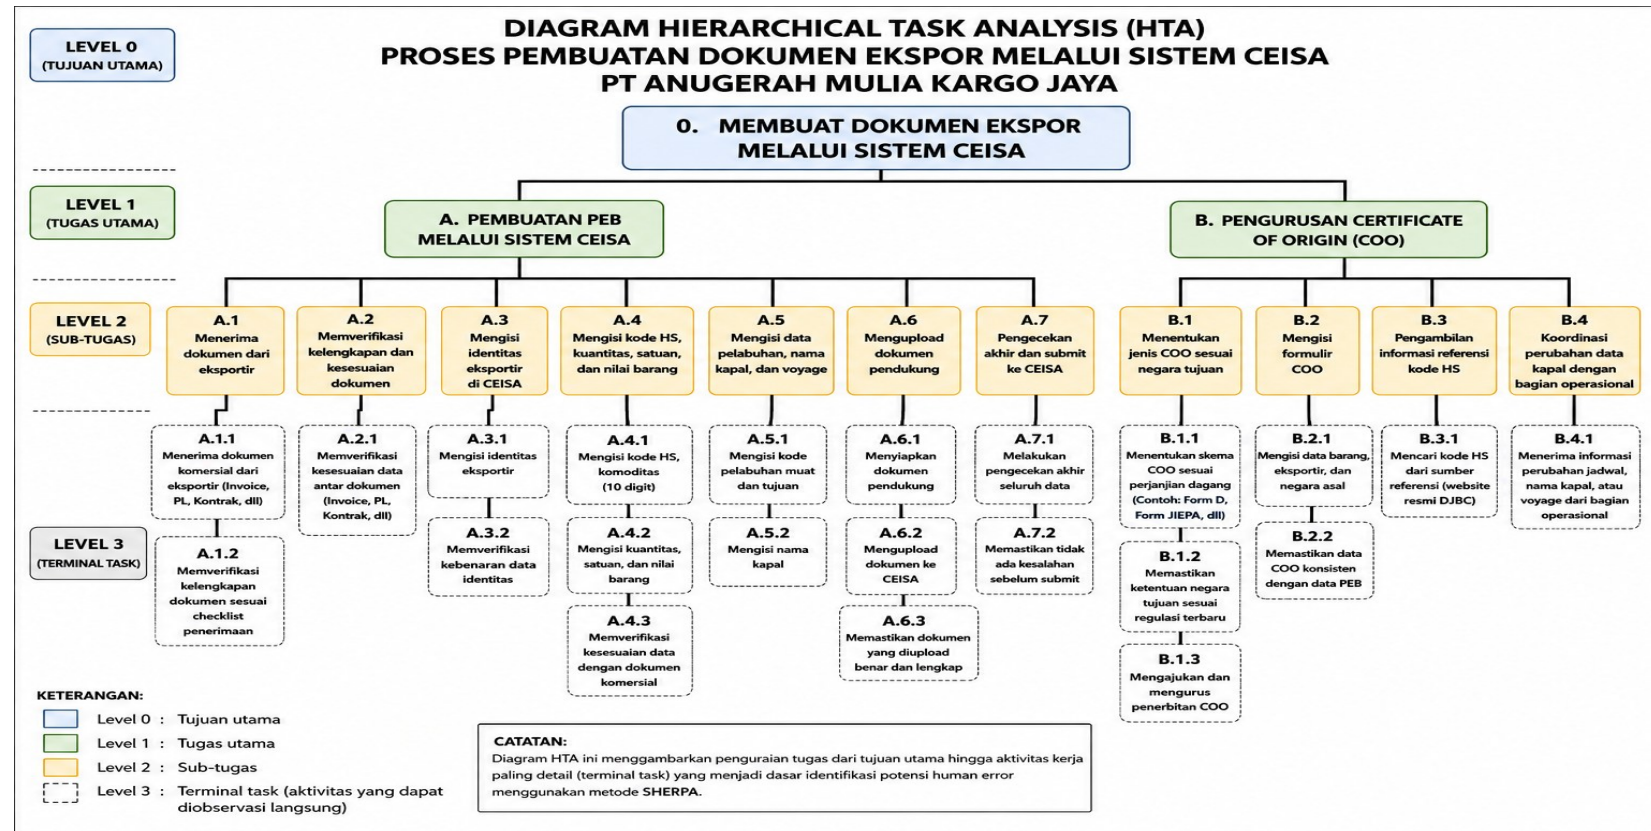 DIAGRAM HIERARCHICAL TASK ANALYSIS (HTA)
PROSES PEMBUATAN DOKUMEN EKSPOR MELALUI SISTEM CEISA
PT ANUGERAH MULIA KARGO JAYA
LEVEL 0
(TUJUAN UTAMA)
0. MEMBUAT DOKUMEN EKSPOR
MELALUI SISTEM CEISA
LEVEL 1
(TUGAS UTAMA)
A. PEMBUATAN PEB
MELALUI SISTEM CEISA
B. PENGURUSAN CERTIFICATE
OF ORIGIN (COO)
LEVEL 2
(SUB-TUGAS)
A.1
Menerima
dokumen dari
eksportir
A.2
Memverifikasi
kelengkapan dan
kesesuaian
dokumen
A.3
Mengisi
identitas
eksportir
di CEISA
A.4
Mengisi kode HS,
kuantitas, satuan,
dan nilai barang
A.5
Mengisi data
pelabuhan, nama
kapal, dan voyage
A.6
Mengupload
dokumen
pendukung
A.7
Pengecekan
akhir dan submit
ke CEISA
B.1
Menentukan
jenis COO sesuai
negara tujuan
B.2
Mengisi
formulir
COO
B.3
Pengambilan
informasi referensi
kode HS
B.4
Koordinasi
perubahan data
kapal dengan
bagian operasional
LEVEL 3
(TERMINAL TASK)
A.1.1
Menerima dokumen
komersial dari
eksportir (Invoice,
PL, Kontrak, dll)
A.1.2
Memverifikasi
kelengkapan
dokumen sesuai
checklist
penerimaan
A.2.1
Memverifikasi
kesesuaian data
antar dokumen
(Invoice, PL,
Kontrak, dll)
A.3.1
Mengisi identitas
eksportir
A.3.2
Memverifikasi
kebenaran data
identitas
A.4.1
Mengisi kode HS,
komoditas
(10 digit)
A.4.2
Mengisi kuantitas,
satuan, dan nilai
barang
A.4.3
Memverifikasi
kesesuaian data
dengan dokumen
komersial
A.5.1
Mengisi kode
pelabuhan muat
dan tujuan
A.5.2
Mengisi nama
kapal
A.6.1
Menyiapkan
dokumen
pendukung
A.6.2
Mengupload
dokumen ke
CEISA
A.6.3
Memastikan dokumen
yang diupload
benar dan lengkap
A.7.1
Melakukan
pengecekan akhir
seluruh data
A.7.2
Memastikan tidak
ada kesalahan
sebelum submit
B.1.1
Menentukan skema
COO sesuai
perjanjian dagang
(Contoh: Form D,
Form JIEPA, dll)
B.1.2
Memastikan
ketentuan negara
tujuan sesuai
regulasi terbaru
B.1.3
Mengajukan dan
mengurus
penerbitan COO
B.2.1
Mengisi data barang,
eksportir, dan
negara asal
B.2.2
Memastikan data
COO konsisten
dengan data PEB
B.3.1
Mencari kode HS
dari sumber
referensi (website
resmi DJBC)
B.4.1
Menerima informasi
perubahan jadwal,
nama kapal, atau
voyage dari bagian
operasional
KETERANGAN:
Level 0 : Tujuan utama
Level 1 : Tugas utama
Level 2 : Sub-tugas
Level 3 : Terminal task (aktivitas yang dapat
diobservasi langsung)
CATATAN:
Diagram HTA ini menggambarkan penguraian tugas dari tujuan utama hingga aktivitas kerja
paling detail (terminal task) yang menjadi dasar identifikasi potensi human error
menggunakan metode SHERPA.